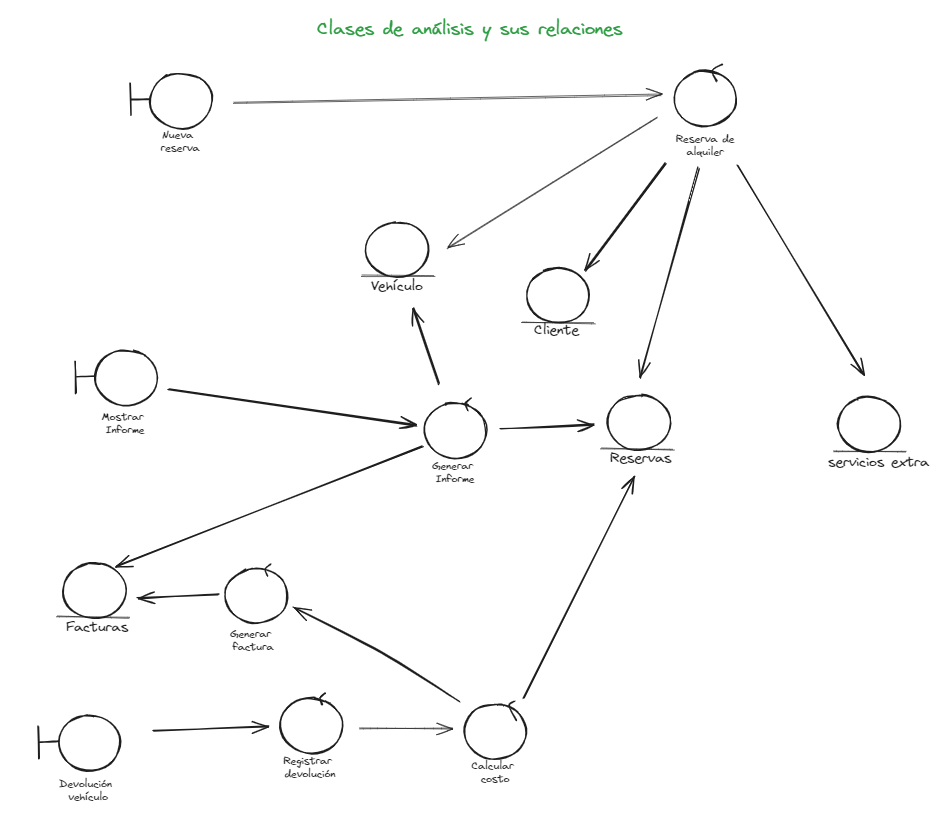 Clases de análisis y sus relaciones
Nueva
reserva
Reserva de
alquiler
Vehículo
Cliente
Mostrar
Informe
Generar
Informe
Reservas
servicios extra
Facturas
Generar
factura
Devolución
vehículo
Registrar
devolución
Calcular
costo